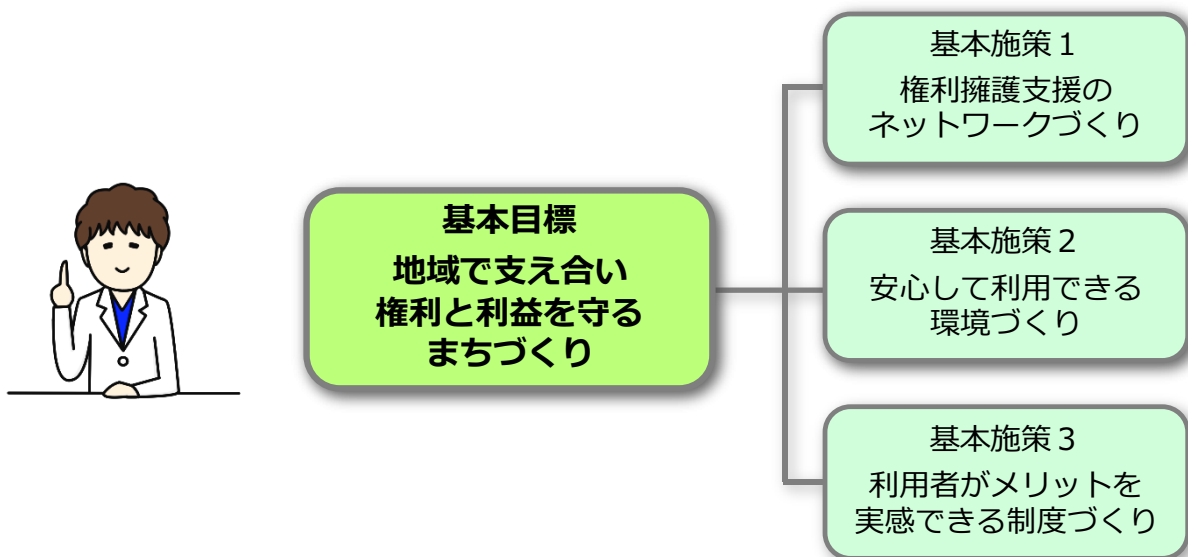 基本目標
地域で支え合い
権利と利益を守る
まちづくり
基本施策１
権利擁護支援の
ネットワークづくり
基本施策２
安心して利用できる
環境づくり
基本施策３
利用者がメリットを
実感できる制度づくり